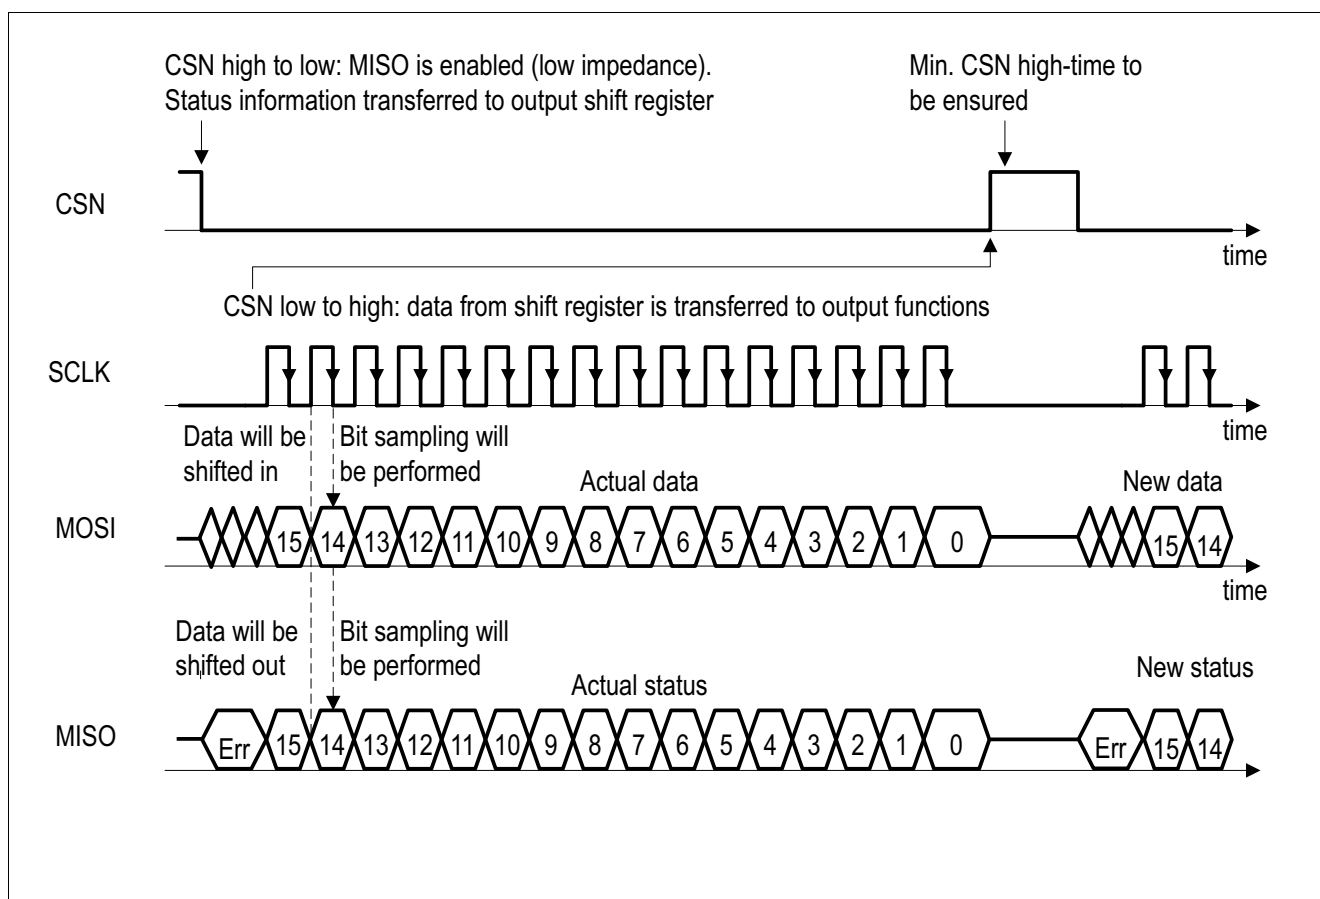 CSN high to low: MISO is enabled (low impedance).
Status information transferred to output shift register
Min. CSN high-time to
be ensured
CSN
time
CSN low to high: data from shift register is transferred to output functions
SCLK
time
Data will be
shifted in
Bit sampling will
be performed
Actual data
New data
MOSI
15 14 13 12 11 10 9 8 7 6 5 4 3 2 1 0 15 14
time
Data will be
shifted out
Bit sampling will
be performed
Actual status
New status
MISO
Err 15 14 13 12 11 10 9 8 7 6 5 4 3 2 1 0 Err 15 14